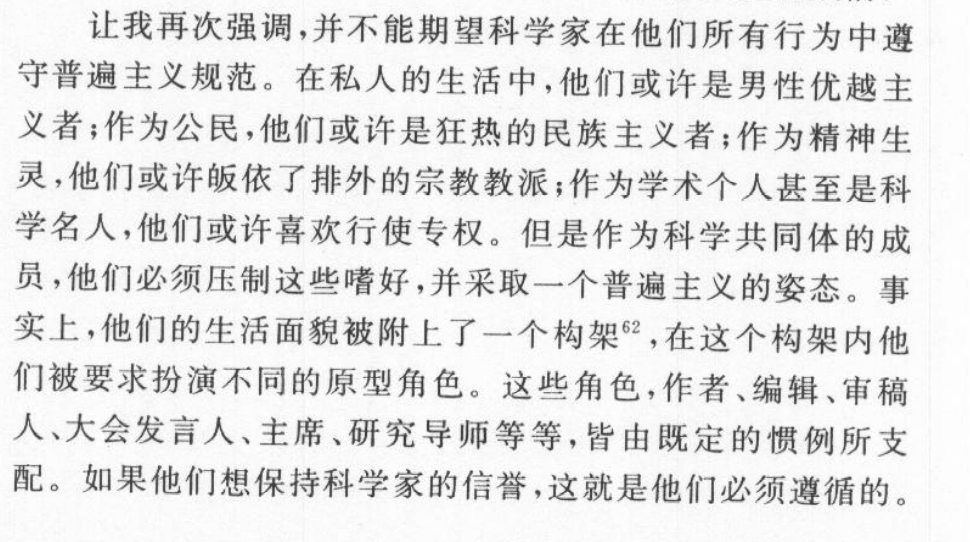 让我再次强调,并不能期望科学家在他们所有行为中遵
守普遍主义规范。在私人的生活中,他们或许是男性优越主
义者;作为公民,他们或许是狂热的民族主义者;作为精神生
灵,他们或许皈依了排外的宗教教派;作为学术个人甚至是科
学名人,他们或许喜欢行使专权。但是作为科学共同体的成
员,他们必须压制这些嗜好,并采取一个普遍主义的姿态。事
实上,他们的生活面貌被附上了一个构架62,在这个构架内他
们被要求扮演不同的原型角色。这些角色,作者、编辑、审稿
人、大会发言人、主席、研究导师等等,皆由既定的惯例所支
配。如果他们想保持科学家的信誉,这就是他们必须遵循的。